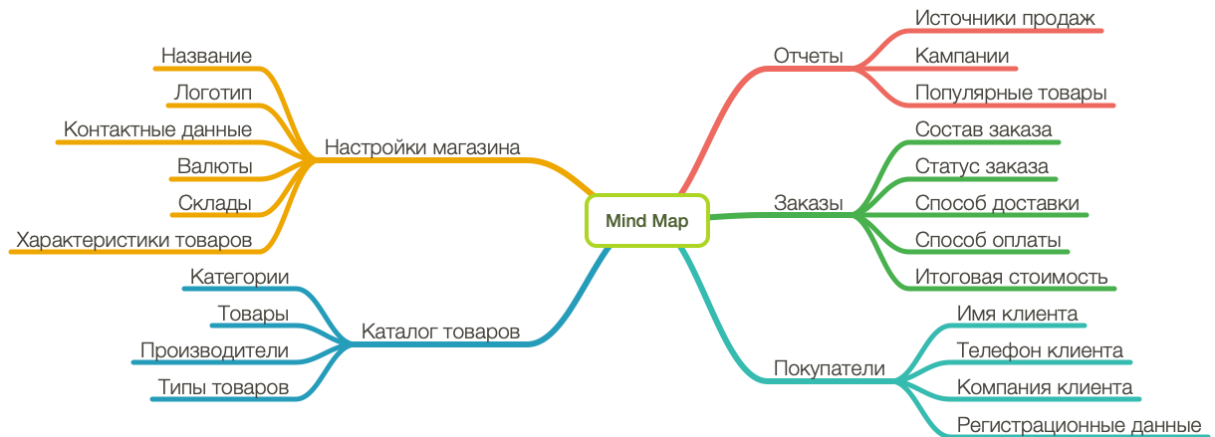 Источники продаж
Отчеты
Кампании
Популярные товары
Название
Логотип
Контактные данные
Настройки магазина
Валюты
Склады
Характеристики товаров
Состав заказа
Статус заказа
Заказы
Способ доставки
Способ оплаты
Итоговая стоимость
Mind Map
Категории
Товары
Каталог товаров
Производители
Типы товаров
Имя клиента
Телефон клиента
Покупатели
Компания клиента
Регистрационные данные